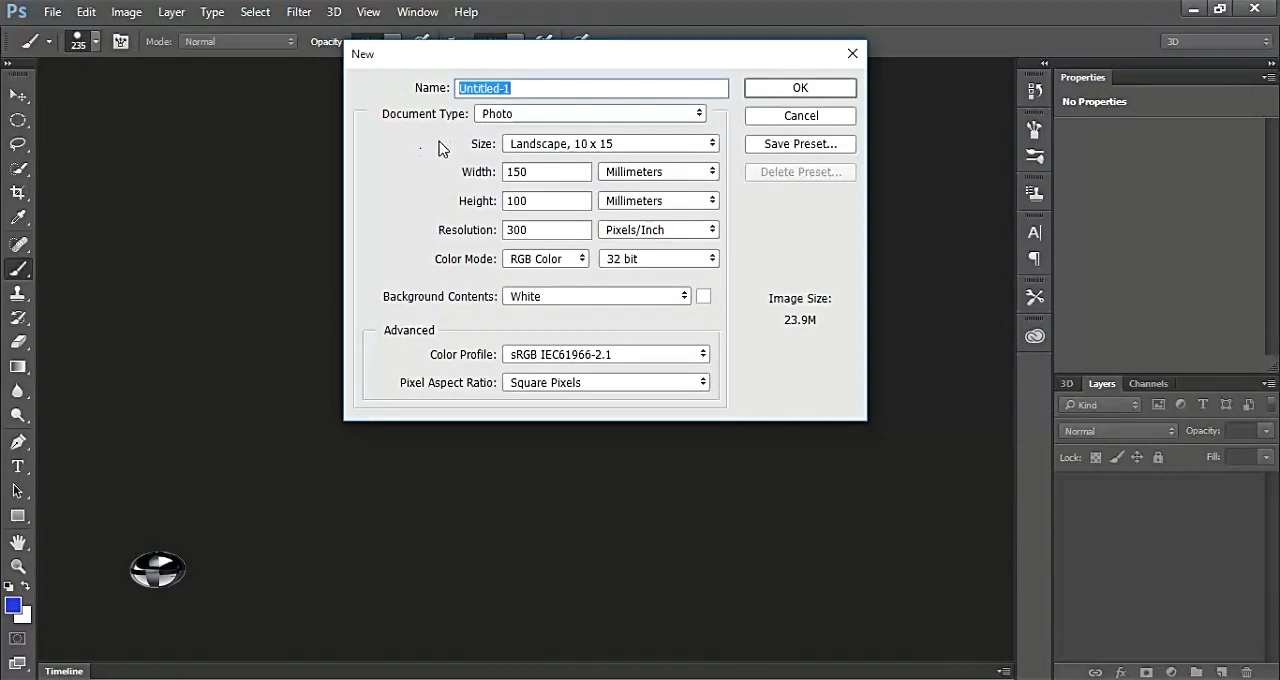 Ps File Edit Image Layer Type Select Filter 3D View Window Help
235 Mode: Normal Opacity 3D
New
Name: Untitled-1 OK
Document Type: Photo Cancel
Size: Landscape, 10 x 15 Save Preset...
Width: 150 Millimeters Delete Preset...
Height: 100 Millimeters
Resolution: 300 Pixels/Inch
Color Mode: RGB Color 32 bit
Background Contents: White
Image Size:
23.9M
Advanced
Color Profile: sRGB IEC61966-2.1
Pixel Aspect Ratio: Square Pixels
Properties
No Properties
3D Layers Channels
Kind
Normal Opacity:
Lock: Fill:
Timeline